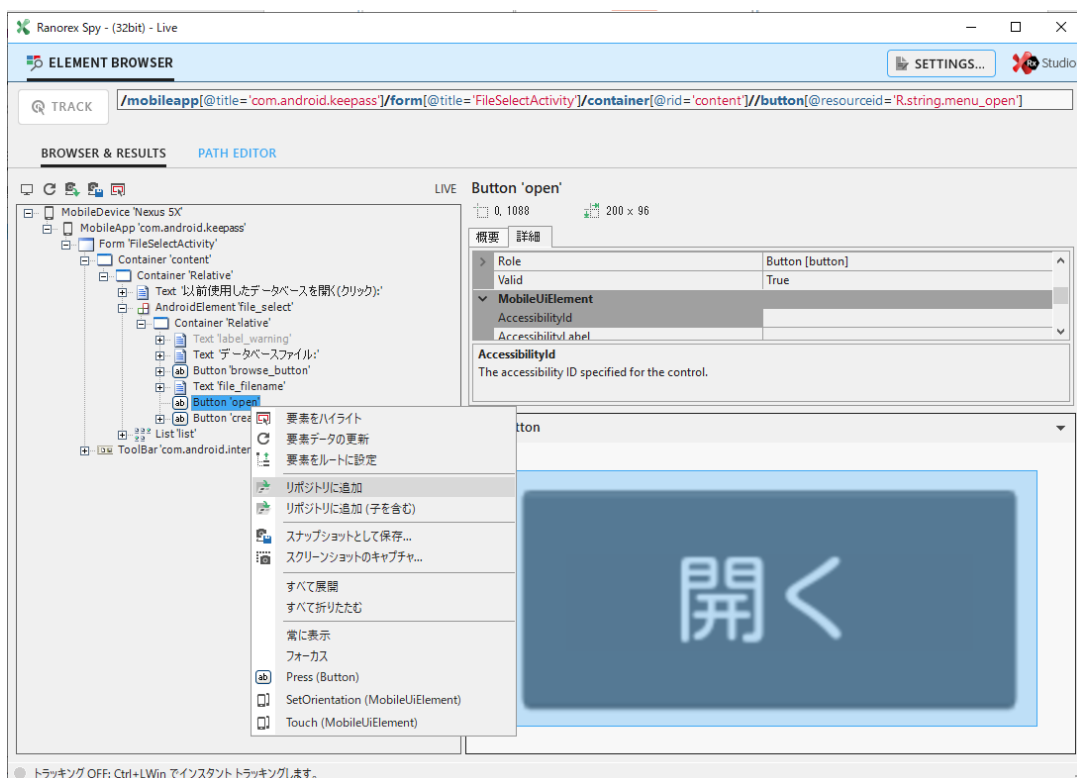 Ranorex Spy - (32bit) - Live
ELEMENT BROWSER
SETTINGS...
Rx Studio
TRACK
/mobileapp[@title='com.android.keepass']/form[@title='FileSelectActivity']/container[@rid='content']//button[@resourceid='R.string.menu_open']
BROWSER & RESULTS
PATH EDITOR
LIVE
MobileDevice 'Nexus 5X'
MobileApp 'com.android.keepass'
Form 'FileSelectActivity'
Container 'content'
Container 'Relative'
Text '以前使用したデータベースを開く(クリック):'
AndroidElement 'file_select'
Container 'Relative'
Text 'label_warning'
Text 'データベースファイル:'
Button 'browse_button'
Text 'file_filename'
Button 'open'
Button 'crea
List 'list'
ToolBar 'com.android.inter
要素をハイライト
要素データの更新
要素をルートに設定
リポジトリに追加
リポジトリに追加 (子を含む)
スナップショットとして保存...
スクリーンショットのキャプチャ...
すべて展開
すべて折りたたむ
常に表示
フォーカス
Press (Button)
SetOrientation (MobileUiElement)
Touch (MobileUiElement)
Button 'open'
0, 1088
200 x 96
概要
詳細
Role
Button [button]
Valid
True
MobileUiElement
AccessibilityId
AccessibilityLabel
AccessibilityId
The accessibility ID specified for the control.
tton
開く
トラッキング OFF: Ctrl+LWin でインスタント トラッキングします。